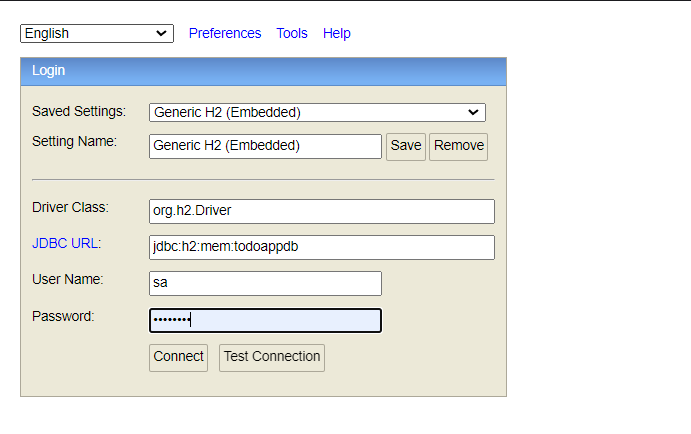 English Preferences Tools Help
Login
Saved Settings: Generic H2 (Embedded)
Setting Name: Generic H2 (Embedded) Save Remove
Driver Class: org.h2.Driver
JDBC URL: jdbc:h2:mem:todoappdb
User Name: sa
Password: ••••••••
Connect Test Connection